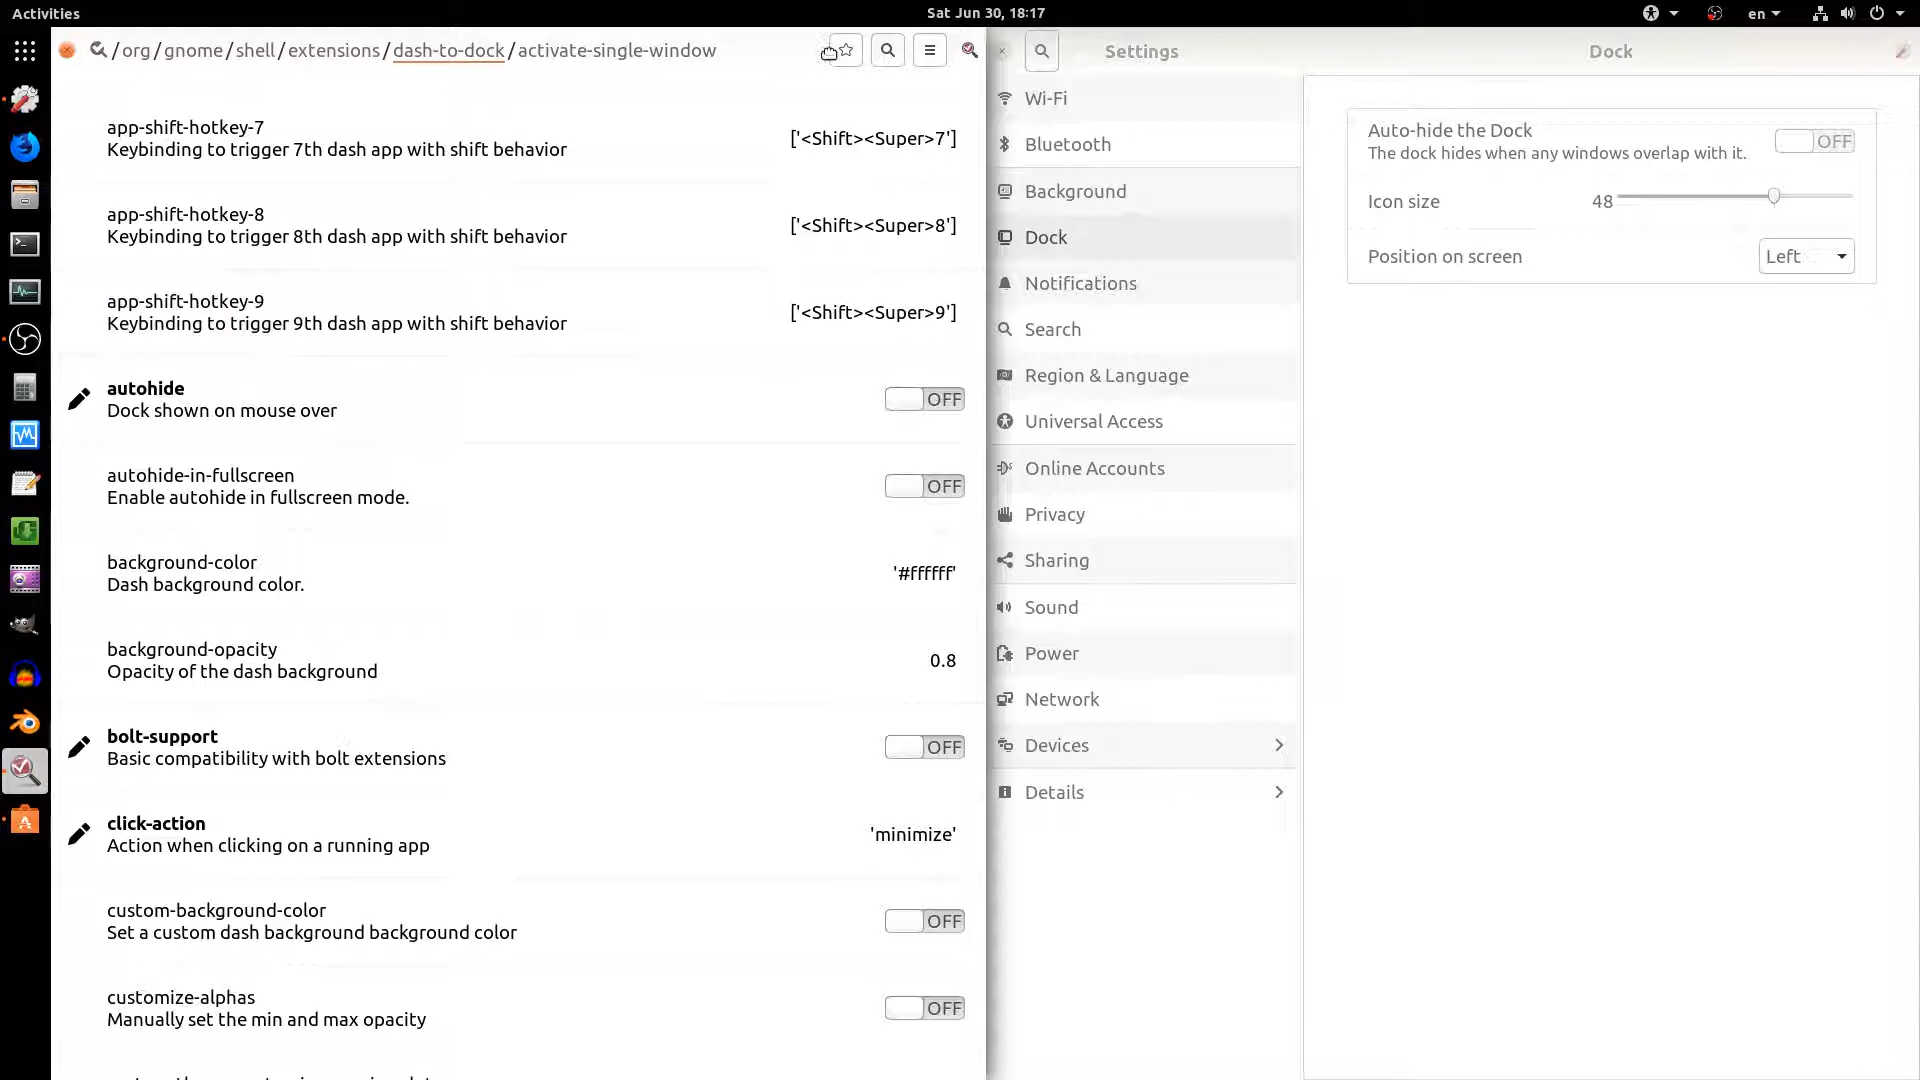 Activities
Sat Jun 30, 18:17
en
/org/gnome/shell/extensions/dash-to-dock/activate-single-window
app-shift-hotkey-7
Keybinding to trigger 7th dash app with shift behavior
['<Shift><Super>7']
app-shift-hotkey-8
Keybinding to trigger 8th dash app with shift behavior
['<Shift><Super>8']
app-shift-hotkey-9
Keybinding to trigger 9th dash app with shift behavior
['<Shift><Super>9']
autohide
Dock shown on mouse over
OFF
autohide-in-fullscreen
Enable autohide in fullscreen mode.
OFF
background-color
Dash background color.
'#ffffff'
background-opacity
Opacity of the dash background
0.8
bolt-support
Basic compatibility with bolt extensions
OFF
click-action
Action when clicking on a running app
'minimize'
custom-background-color
Set a custom dash background background color
OFF
customize-alphas
Manually set the min and max opacity
OFF
Settings
Wi-Fi
Bluetooth
Background
Dock
Notifications
Search
Region & Language
Universal Access
Online Accounts
Privacy
Sharing
Sound
Power
Network
Devices
Details
Dock
Auto-hide the Dock
The dock hides when any windows overlap with it.
OFF
Icon size
48
Position on screen
Left